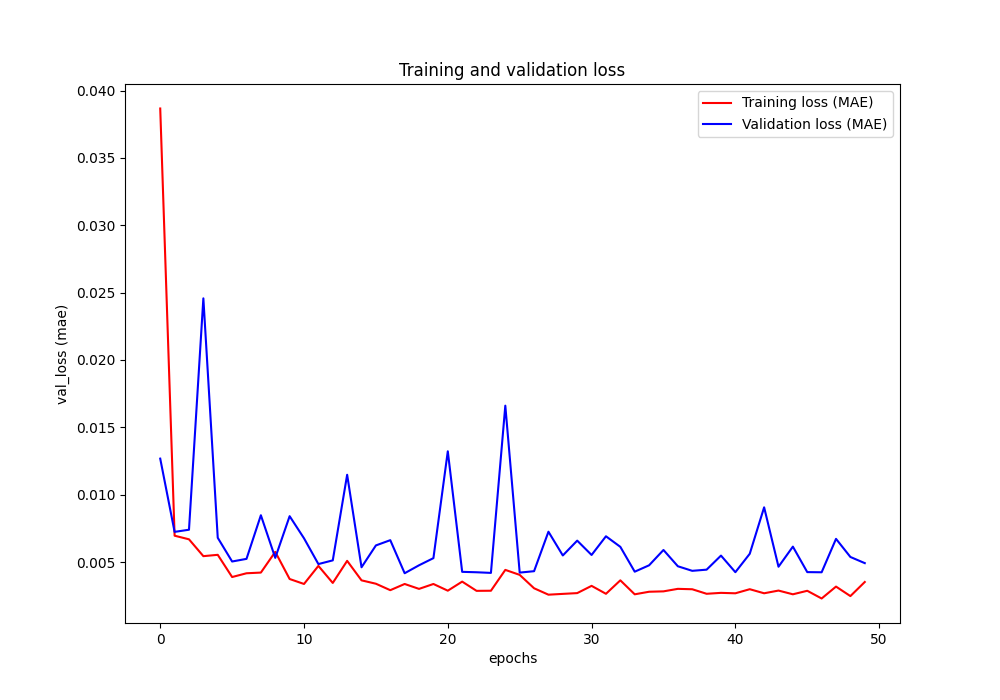 Training and validation loss
Training loss (MAE)
Validation loss (MAE)
val_loss (mae)
0.040
0.035
0.030
0.025
0.020
0.015
0.010
0.005
0 10 20 30 40 50
epochs